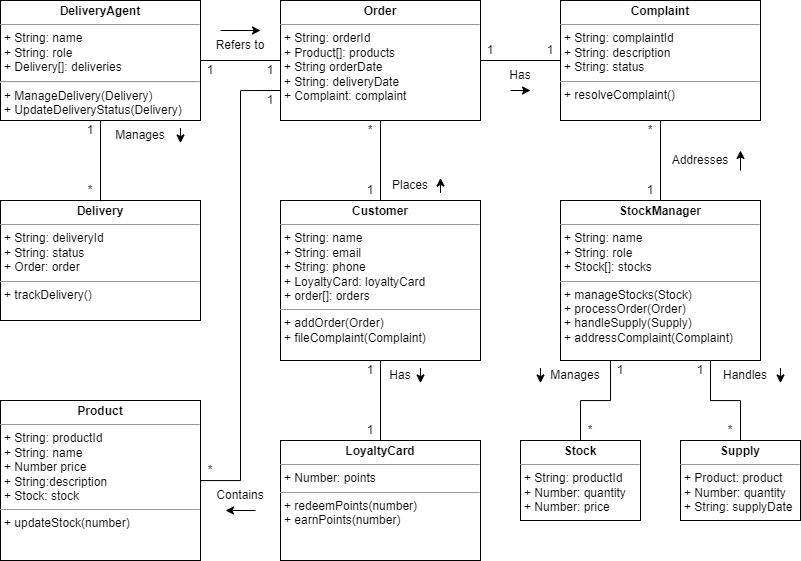 DeliveryAgent
+ String: name
+ String: role
+ Delivery[]: deliveries
+ ManageDelivery(Delivery)
+ UpdateDeliveryStatus(Delivery)
Refers to
1
1
Order
+ String: orderId
+ Product[]: products
+ String orderDate
+ String: deliveryDate
+ Complaint: complaint
1
1
Has
Complaint
+ String: complaintId
+ String: description
+ String: status
+ resolveComplaint()
1
Manages
*
1
*
Places
1
*
Addresses
1
Delivery
+ String: deliveryId
+ String: status
+ Order: order
+ trackDelivery()
Customer
+ String: name
+ String: email
+ String: phone
+ LoyaltyCard: loyaltyCard
+ order[]: orders
+ addOrder(Order)
+ fileComplaint(Complaint)
StockManager
+ String: name
+ String: role
+ Stock[]: stocks
+ manageStocks(Stock)
+ processOrder(Order)
+ handleSupply(Supply)
+ addressComplaint(Complaint)
1
Has
1
Manages
1
*
1
Handles
*
Product
+ String: productId
+ String: name
+ Number price
+ String:description
+ Stock: stock
+ updateStock(number)
*
Contains
LoyaltyCard
+ Number: points
+ redeemPoints(number)
+ earnPoints(number)
Stock
+ String: productId
+ Number: quantity
+ Number: price
Supply
+ Product: product
+ Number: quantity
+ String: supplyDate